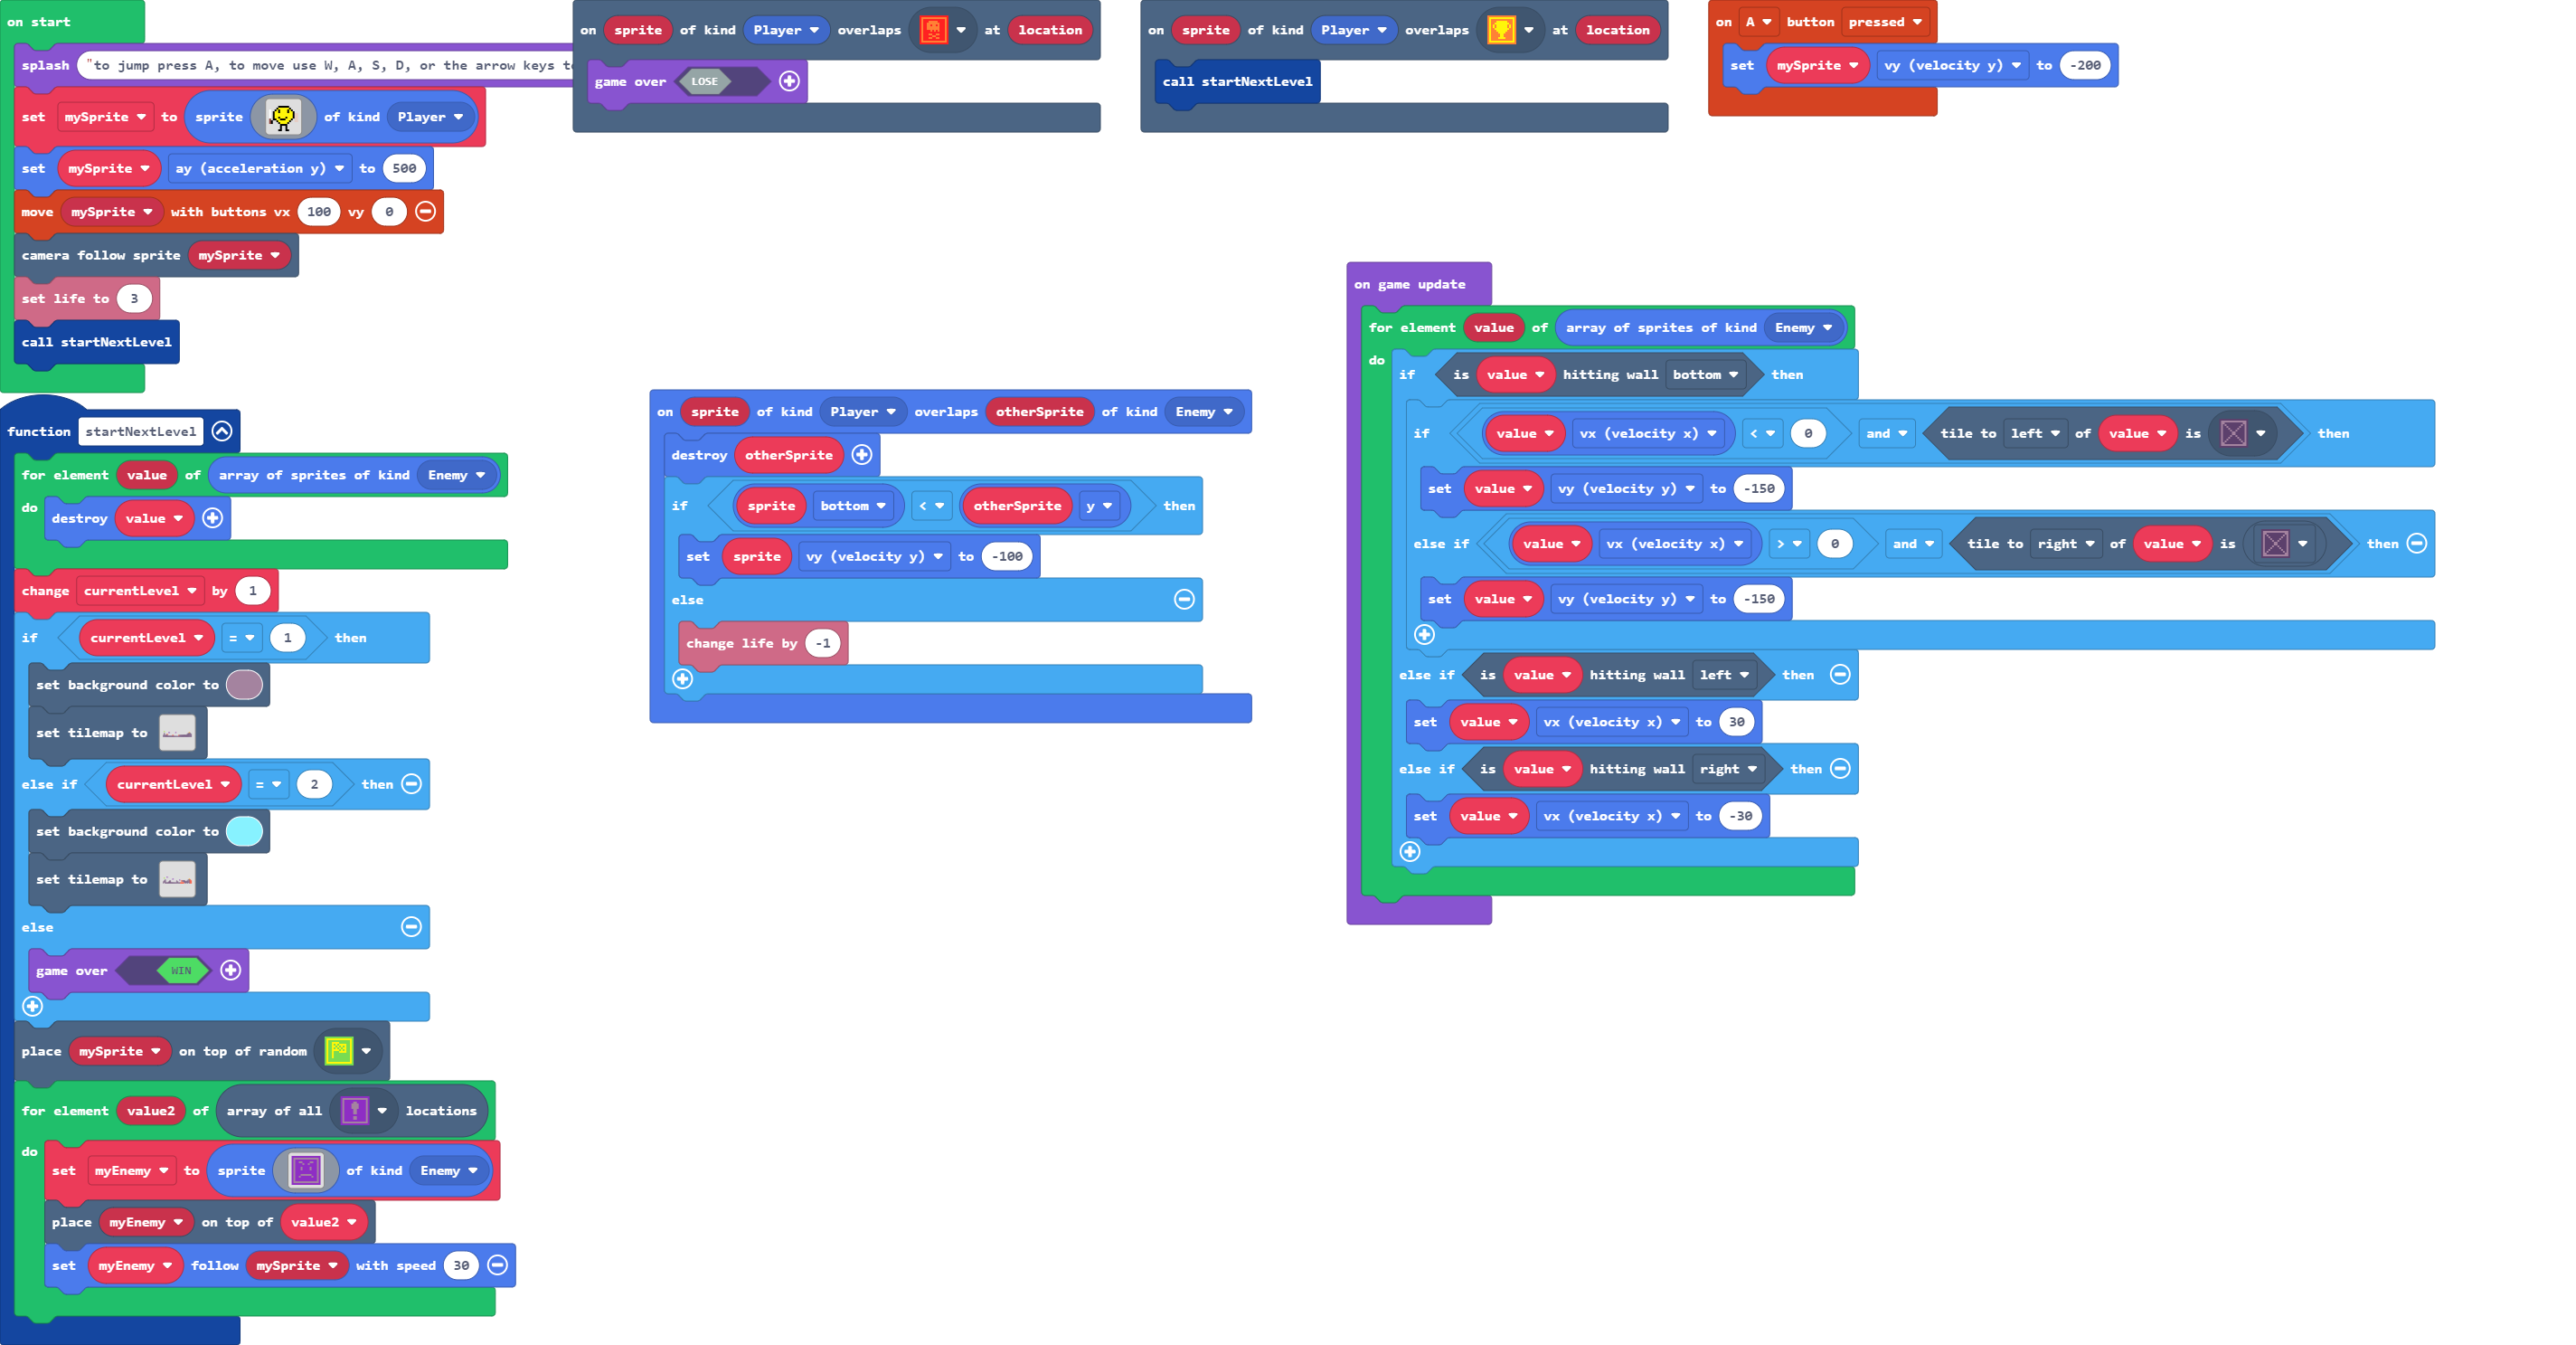 on start
splash "to jump press A, to move use W, A, S, D, or the arrow keys
set mySprite to sprite of kind Player
set mySprite ay (acceleration y) to 500
move mySprite with buttons vx 100 vy 0
camera follow sprite mySprite
set life to 3
call startNextLevel
on sprite of kind Player overlaps at location
game over LOSE
on sprite of kind Player overlaps at location
call startNextLevel
on A button pressed
set mySprite vy (velocity y) to -200
function startNextLevel
for element value of array of sprites of kind Enemy
do destroy value
change currentLevel by 1
if currentLevel = 1 then
set background color to
set tilemap to
else if currentLevel = 2 then
set background color to
set tilemap to
else
game over WIN
place mySprite on top of random
for element value2 of array of all locations
do
set myEnemy to sprite of kind Enemy
place myEnemy on top of value2
set myEnemy follow mySprite with speed 30
on sprite of kind Player overlaps otherSprite of kind Enemy
destroy otherSprite
if sprite bottom < otherSprite y then
set sprite vy (velocity y) to -100
else
change life by -1
on game update
for element value of array of sprites of kind Enemy
do if is value hitting wall bottom then
if value vx (velocity x) < 0 and tile to left of value is then
set value vy (velocity y) to -150
else if value vx (velocity x) > 0 and tile to right of value is then
set value vy (velocity y) to -150
else if is value hitting wall left then
set value vx (velocity x) to 30
else if is value hitting wall right then
set value vx (velocity x) to -30